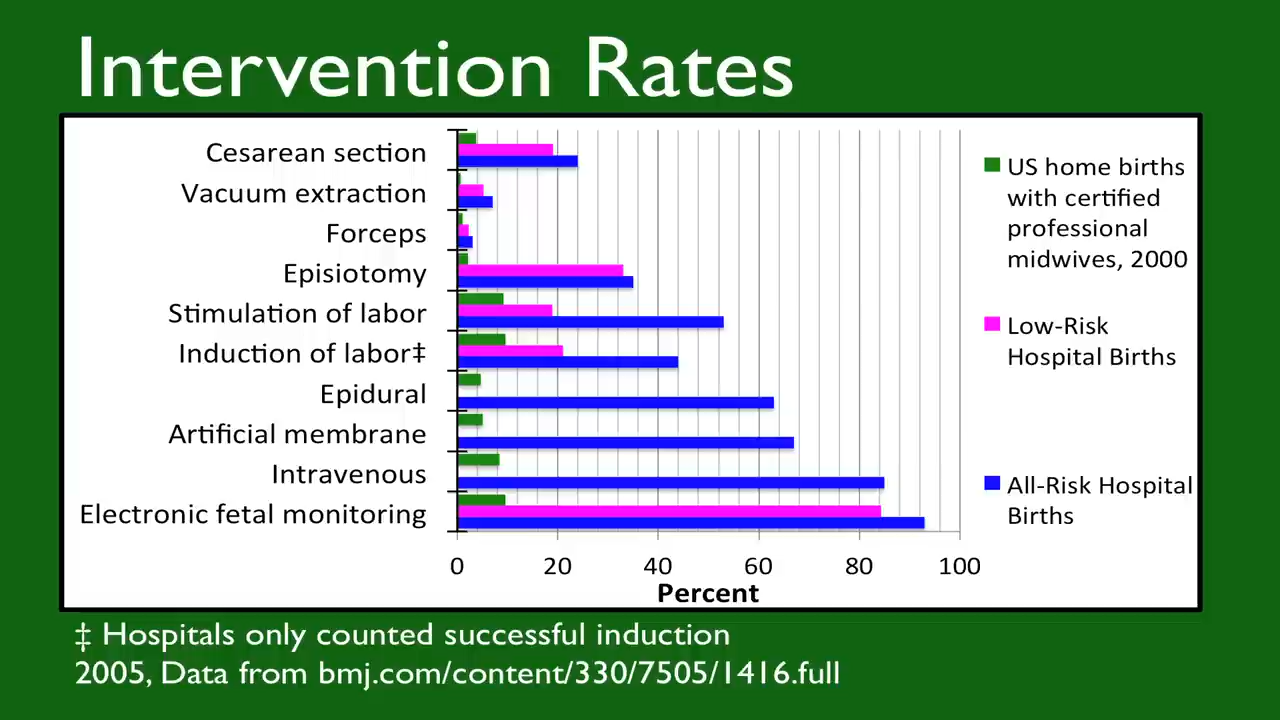 Intervention Rates
Cesarean section
Vacuum extraction
Forceps
Episiotomy
Stimulation of labor
Induction of labor‡
Epidural
Artificial membrane
Intravenous
Electronic fetal monitoring
0 20 40 60 80 100
Percent
US home births
with certified
professional
midwives, 2000
Low-Risk
Hospital Births
All-Risk Hospital
Births
‡ Hospitals only counted successful induction
2005, Data from bmj.com/content/330/7505/1416.full